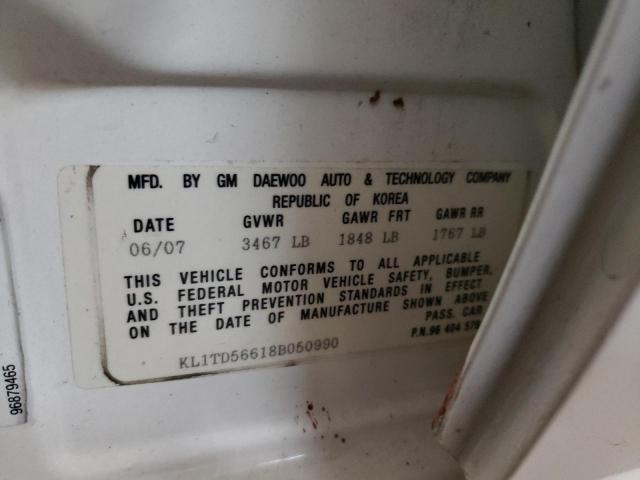 MFD. BY GM DAEWOO AUTO & TECHNOLOGY COMPANY
REPUBLIC OF KOREA
DATE GVWR GAWR FRT GAWR RR
06/07 3467 LB 1848 LB 1767 LB
THIS VEHICLE CONFORMS TO ALL APPLICABLE
U.S. FEDERAL MOTOR VEHICLE SAFETY, BUMPER,
AND THEFT PREVENTION STANDARDS IN EFFECT
ON THE DATE OF MANUFACTURE SHOWN ABOVE
PASS. CAR
P.N. 96 404
KL1TD56618B050990
96879465